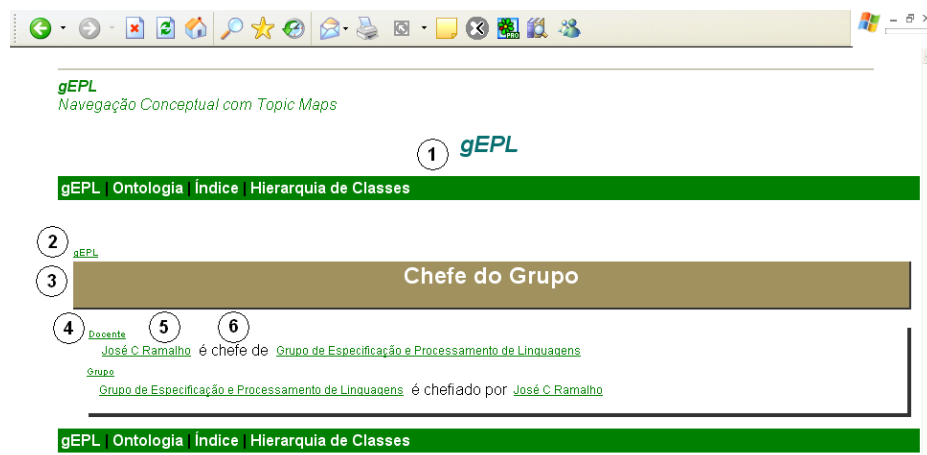 PRO
gEPL
Navegação Conceptual com Topic Maps
1 gEPL
gEPL | Ontologia | Índice | Hierarquia de Classes
2 gEPL
3 Chefe do Grupo
4 5 6
Docente
José C Ramalho é chefe de Grupo de Especificação e Processamento de Linguagens
Grupo
Grupo de Especificação e Processamento de Linguagens é chefiado por José C Ramalho
gEPL | Ontologia | Índice | Hierarquia de Classes